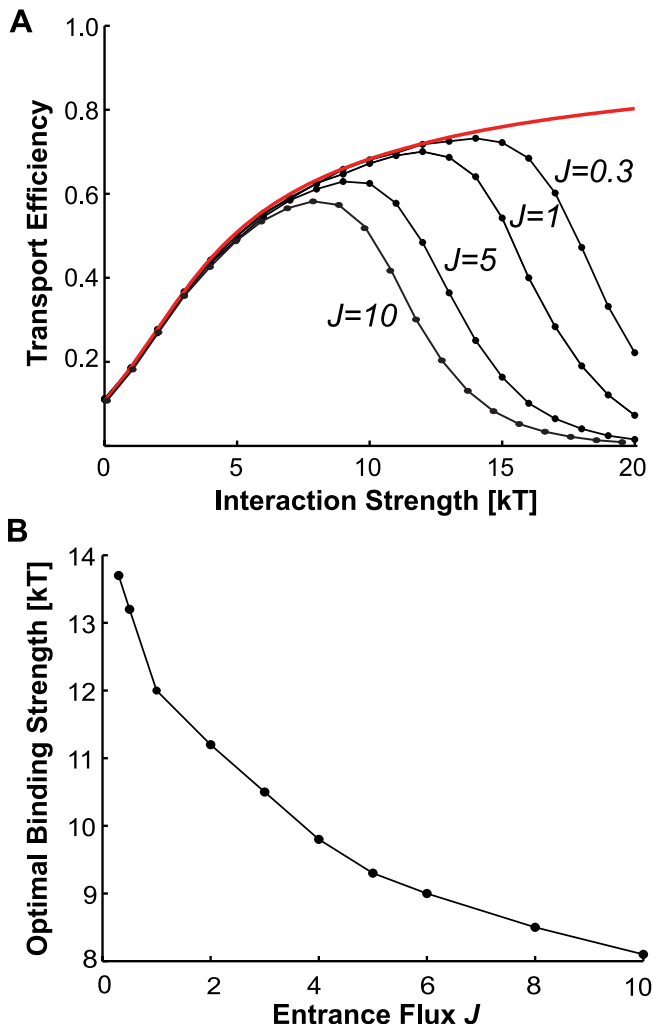 A
1.0
0.8
0.6
0.4
0.2
Transport Efficiency
J=0.3
J=1
J=5
J=10
0
5
10
15
20
Interaction Strength [kT]
B
14
13
12
11
10
9
8
Optimal Binding Strength [kT]
0
2
4
6
8
10
Entrance Flux J